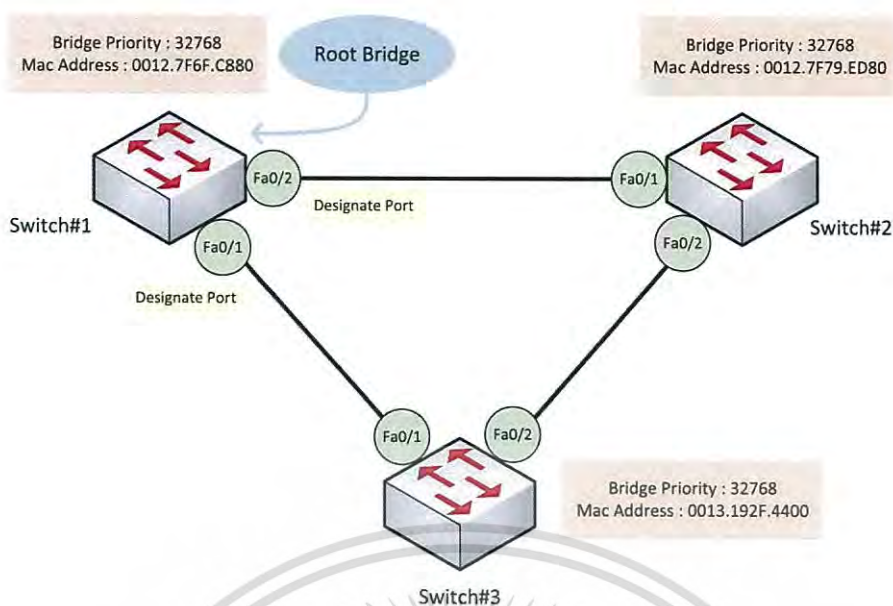 Bridge Priority : 32768
Mac Address : 0012.7F6F.C880
Root Bridge
Bridge Priority : 32768
Mac Address : 0012.7F79.ED80
Fa0/2
Fa0/1
Designate Port
Switch#1
Switch#2
Fa0/1
Fa0/2
Designate Port
Fa0/1
Fa0/2
Bridge Priority : 32768
Mac Address : 0013.192F.4400
Switch#3